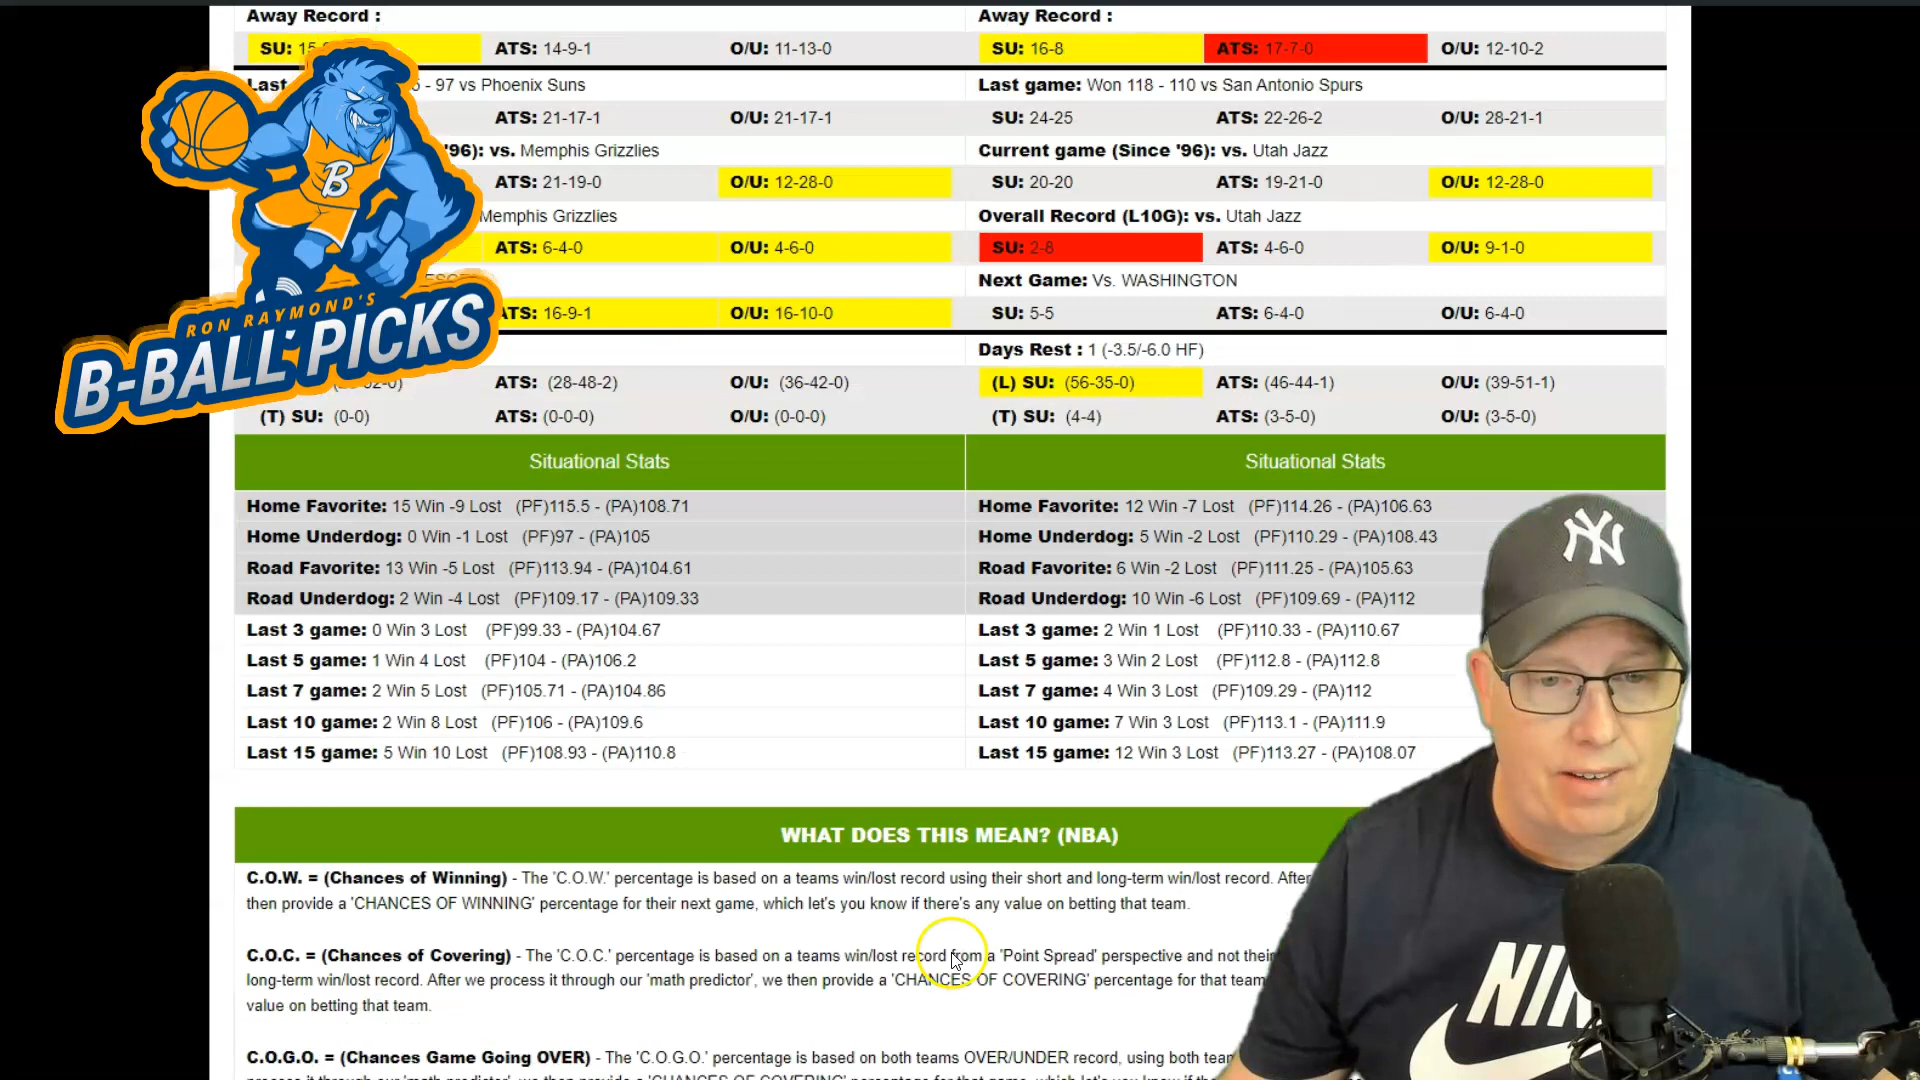 Away Record :
Away Record :
SU: 15
ATS: 14-9-1
O/U: 11-13-0
SU: 16-8
ATS: 17-7-0
O/U: 12-10-2
Last
- 97 vs Phoenix Suns
Last game: Won 118 - 110 vs San Antonio Spurs
ATS: 21-17-1
O/U: 21-17-1
SU: 24-25
ATS: 22-26-2
O/U: 28-21-1
'96): vs. Memphis Grizzlies
Current game (Since '96): vs. Utah Jazz
ATS: 21-19-0
O/U: 12-28-0
SU: 20-20
ATS: 19-21-0
O/U: 12-28-0
Memphis Grizzlies
Overall Record (L10G): vs. Utah Jazz
ATS: 6-4-0
O/U: 4-6-0
SU: 2-8
ATS: 4-6-0
O/U: 9-1-0
Next Game: Vs. WASHINGTON
ATS: 16-9-1
O/U: 16-10-0
SU: 5-5
ATS: 6-4-0
O/U: 6-4-0
B
RON RAYMOND'S
B-BALL PICKS
Days Rest : 1 (-3.5/-6.0 HF)
ATS: (28-48-2)
O/U: (36-42-0)
(L) SU: (56-35-0)
ATS: (46-44-1)
O/U: (39-51-1)
(T) SU: (0-0)
ATS: (0-0-0)
O/U: (0-0-0)
(T) SU: (4-4)
ATS: (3-5-0)
O/U: (3-5-0)
Situational Stats
Situational Stats
Home Favorite: 15 Win -9 Lost (PF)115.5 - (PA)108.71
Home Underdog: 0 Win -1 Lost (PF)97 - (PA)105
Road Favorite: 13 Win -5 Lost (PF)113.94 - (PA)104.61
Road Underdog: 2 Win -4 Lost (PF)109.17 - (PA)109.33
Last 3 game: 0 Win 3 Lost (PF)99.33 - (PA)104.67
Last 5 game: 1 Win 4 Lost (PF)104 - (PA)106.2
Last 7 game: 2 Win 5 Lost (PF)105.71 - (PA)104.86
Last 10 game: 2 Win 8 Lost (PF)106 - (PA)109.6
Last 15 game: 5 Win 10 Lost (PF)108.93 - (PA)110.8
Home Favorite: 12 Win -7 Lost (PF)114.26 - (PA)106.63
Home Underdog: 5 Win -2 Lost (PF)110.29 - (PA)108.43
Road Favorite: 6 Win -2 Lost (PF)111.25 - (PA)105.63
Road Underdog: 10 Win -6 Lost (PF)109.69 - (PA)112
Last 3 game: 2 Win 1 Lost (PF)110.33 - (PA)110.67
Last 5 game: 3 Win 2 Lost (PF)112.8 - (PA)112.8
Last 7 game: 4 Win 3 Lost (PF)109.29 - (PA)112
Last 10 game: 7 Win 3 Lost (PF)113.1 - (PA)111.9
Last 15 game: 12 Win 3 Lost (PF)113.27 - (PA)108.07
NY
WHAT DOES THIS MEAN? (NBA)
C.O.W. = (Chances of Winning) - The 'C.O.W.' percentage is based on a teams win/lost record using their short and long-term win/lost record. After
then provide a 'CHANCES OF WINNING' percentage for their next game, which let's you know if there's any value on betting that team.
C.O.C. = (Chances of Covering) - The 'C.O.C.' percentage is based on a teams win/lost record from a 'Point Spread' perspective and not their
long-term win/lost record. After we process it through our 'math predictor', we then provide a 'CHANCES OF COVERING' percentage for that team
value on betting that team.
C.O.G.O. = (Chances Game Going OVER) - The 'C.O.G.O.' percentage is based on both teams OVER/UNDER record, using both
NI